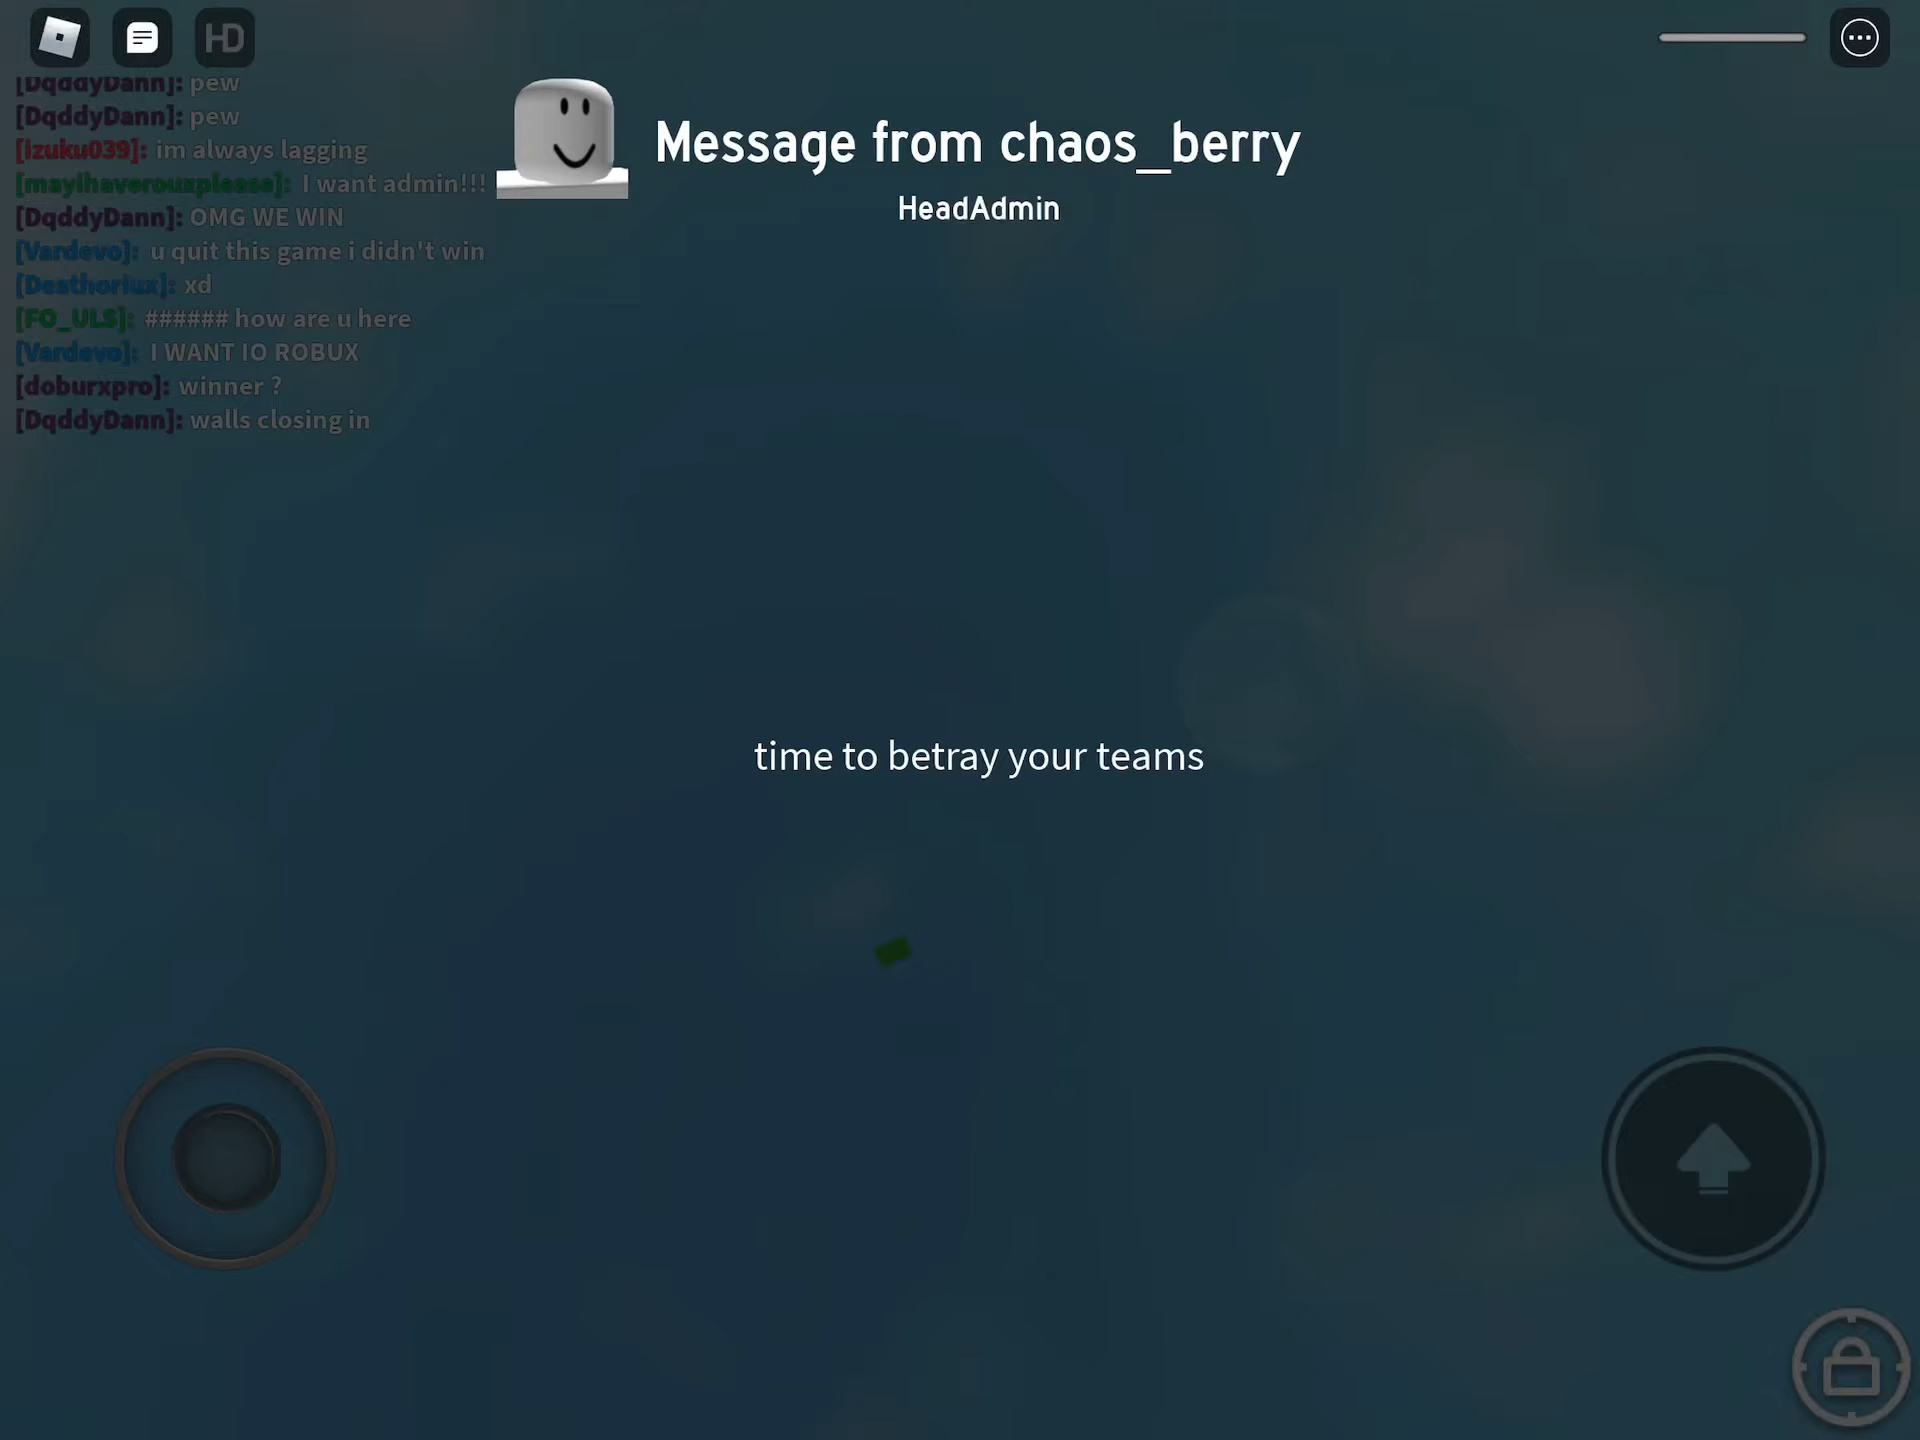 HD
[DqddyDann]: pew
[DqddyDann]: pew
[izuku039]: im always lagging
[mayihaverouxplease]: I want admin!!!
[DqddyDann]: OMG WE WIN
[Vardevo]: u quit this game i didn't win
[Deathoriux]: xd
[FO_ULS]: ###### how are u here
[Vardevo]: I WANT IO ROBUX
[doburxpro]: winner ?
[DqddyDann]: walls closing in
Message from chaos_berry
HeadAdmin
time to betray your teams